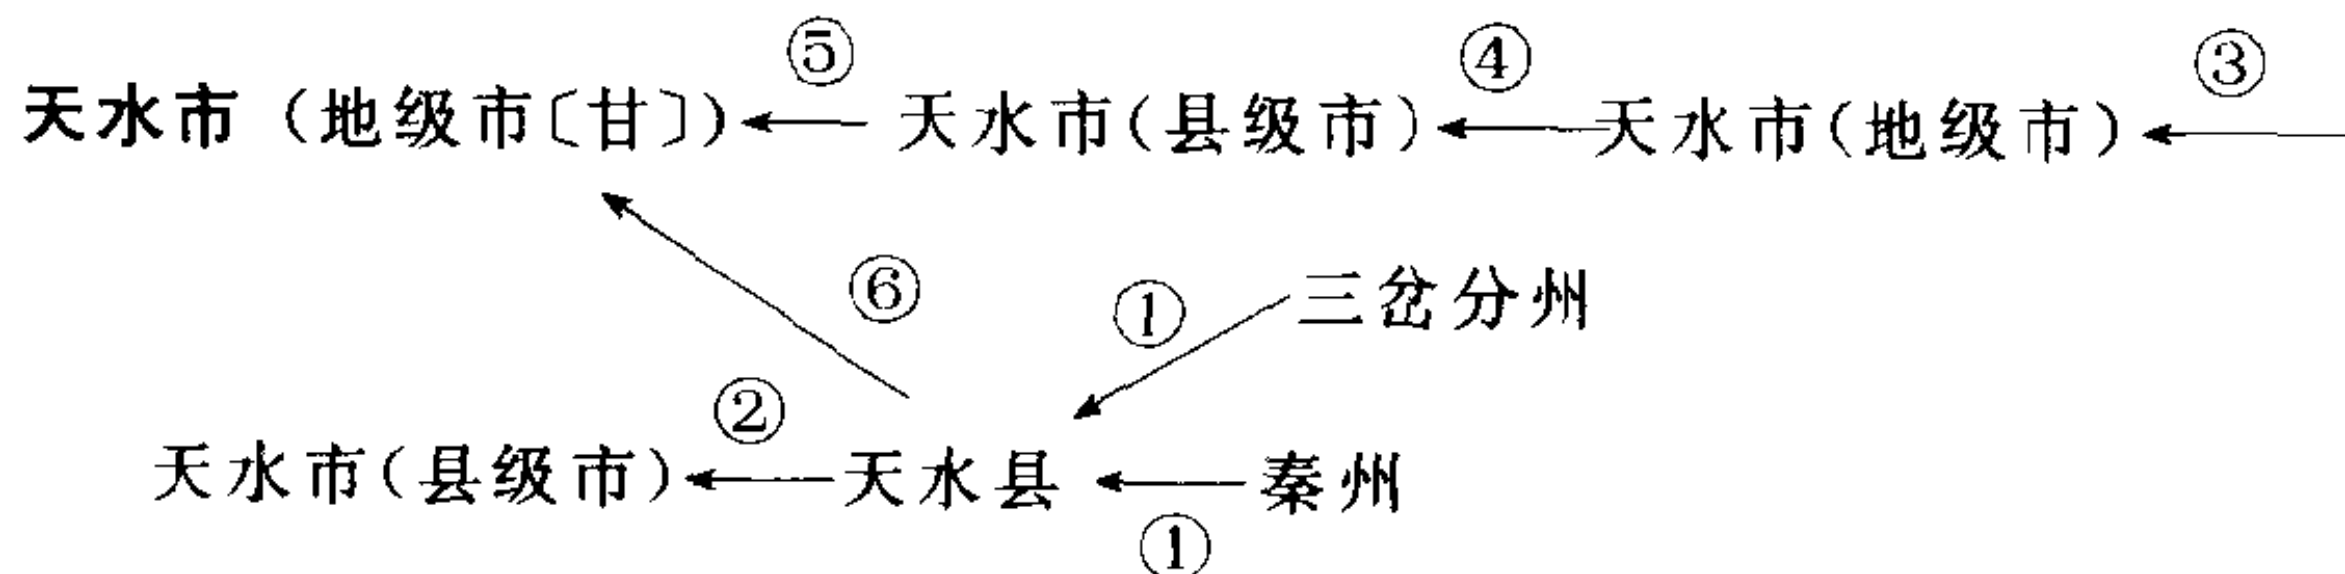 ⑤ ④ ③
天水市（地级市〔甘〕）← 天水市（县级市）← 天水市（地级市）←
⑥ ① 三岔分州
②
天水市（县级市）← 天水县 ← 秦州
①